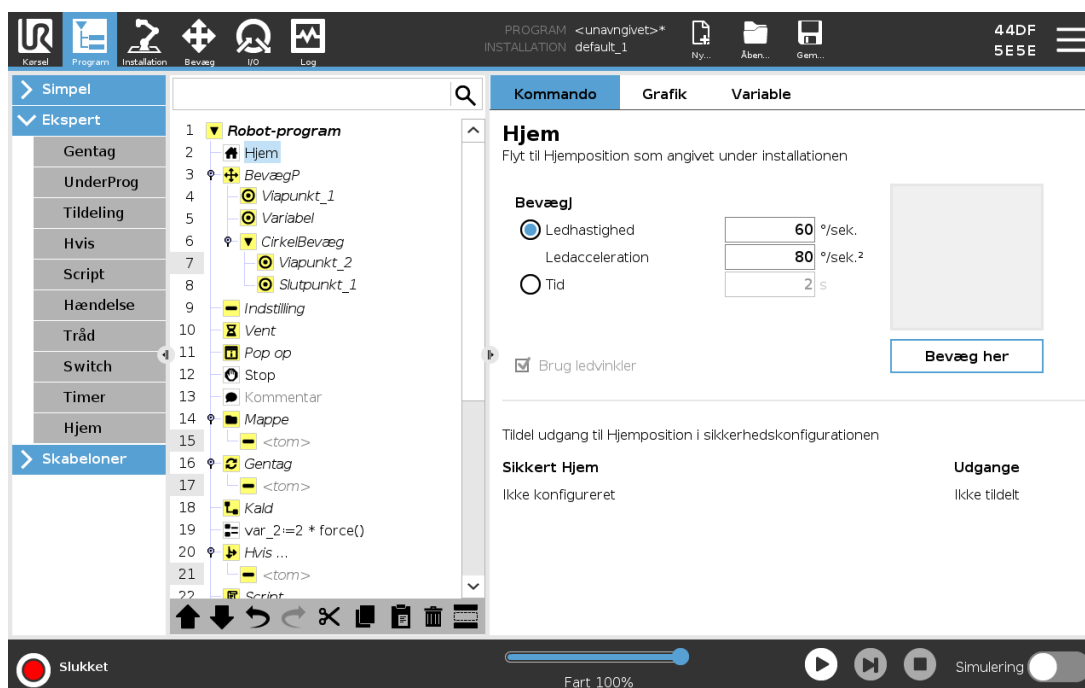 UR
Kørsel
Program
Installation
Bevæg
I/O
Log
PROGRAM <unavngivet>*
INSTALLATION default_1
Ny...
Åben...
Gem...
44DF
5E5E
Simpel
Ekspert
Gentag
UnderProg
Tildeling
Hvis
Script
Hændelse
Tråd
Switch
Timer
Hjem
Skabeloner
1 Robot-program
2 Hjem
3 BevægP
4 Viapunkt_1
5 Variabel
6 CirkelBevæg
7 Viapunkt_2
8 Slutpunkt_1
9 Indstilling
10 Vent
11 Pop op
12 Stop
13 Kommentar
14 Mappe
15 <tom>
16 Gentag
17 <tom>
18 Kald
19 var_2:=2 * force()
20 Hvis ...
21 <tom>
22 Script
Kommando
Grafik
Variable
Hjem
Flyt til Hjemposition som angivet under installationen
BevægJ
Ledhastighed 60 °/sek.
Ledacceleration 80 °/sek.²
Tid 2 s
Brug ledvinkler
Bevæg her
Tildel udgang til Hjemposition i sikkerhedskonfigurationen
Sikkert Hjem Udgange
Ikke konfigureret Ikke tildelt
Slukket
Fart 100%
Simulering